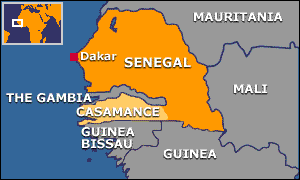 MAURITANIA
Dakar
SENEGAL
MALI
THE GAMBIA
CASAMANCE
GUINEA
BISSAU
GUINEA